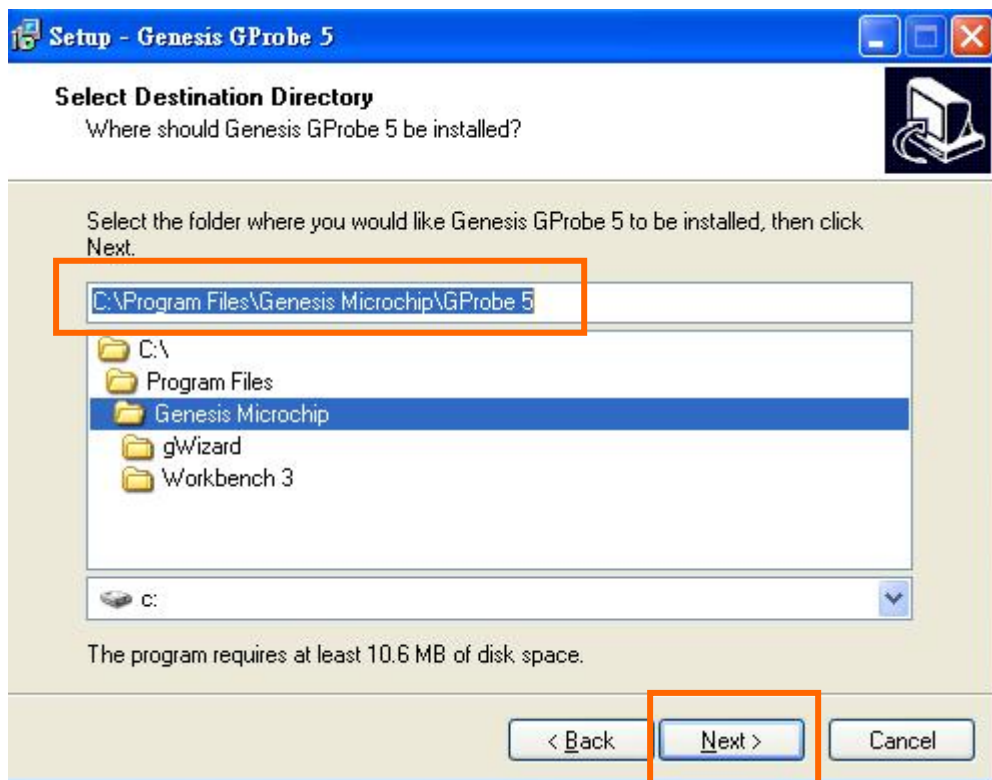 Setup - Genesis GProbe 5
Select Destination Directory
Where should Genesis GProbe 5 be installed?
Select the folder where you would like Genesis GProbe 5 to be installed, then click
Next.
C:\Program Files\Genesis Microchip\GProbe 5
C:\
Program Files
Genesis Microchip
gWizard
Workbench 3
c:
The program requires at least 10.6 MB of disk space.
< Back
Next >
Cancel